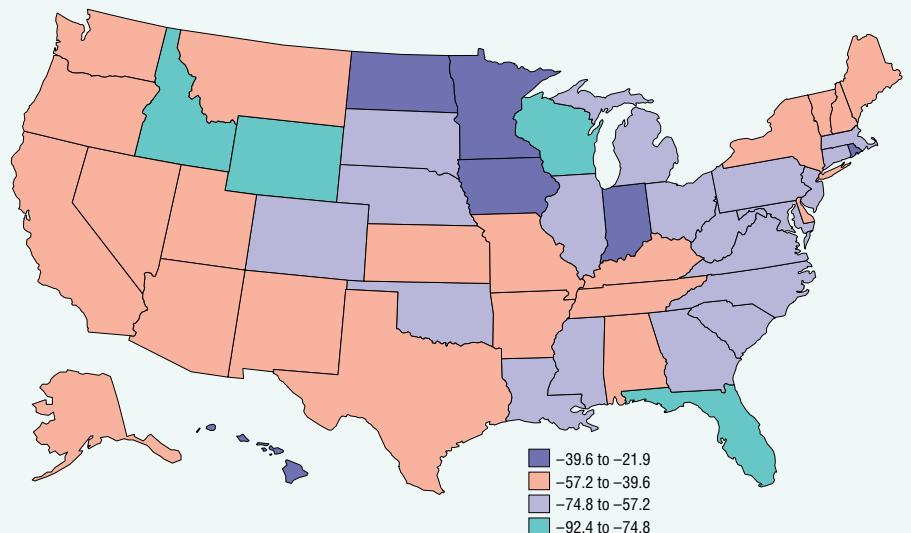 –39.6 to –21.9
–57.2 to –39.6
–74.8 to –57.2
–92.4 to –74.8